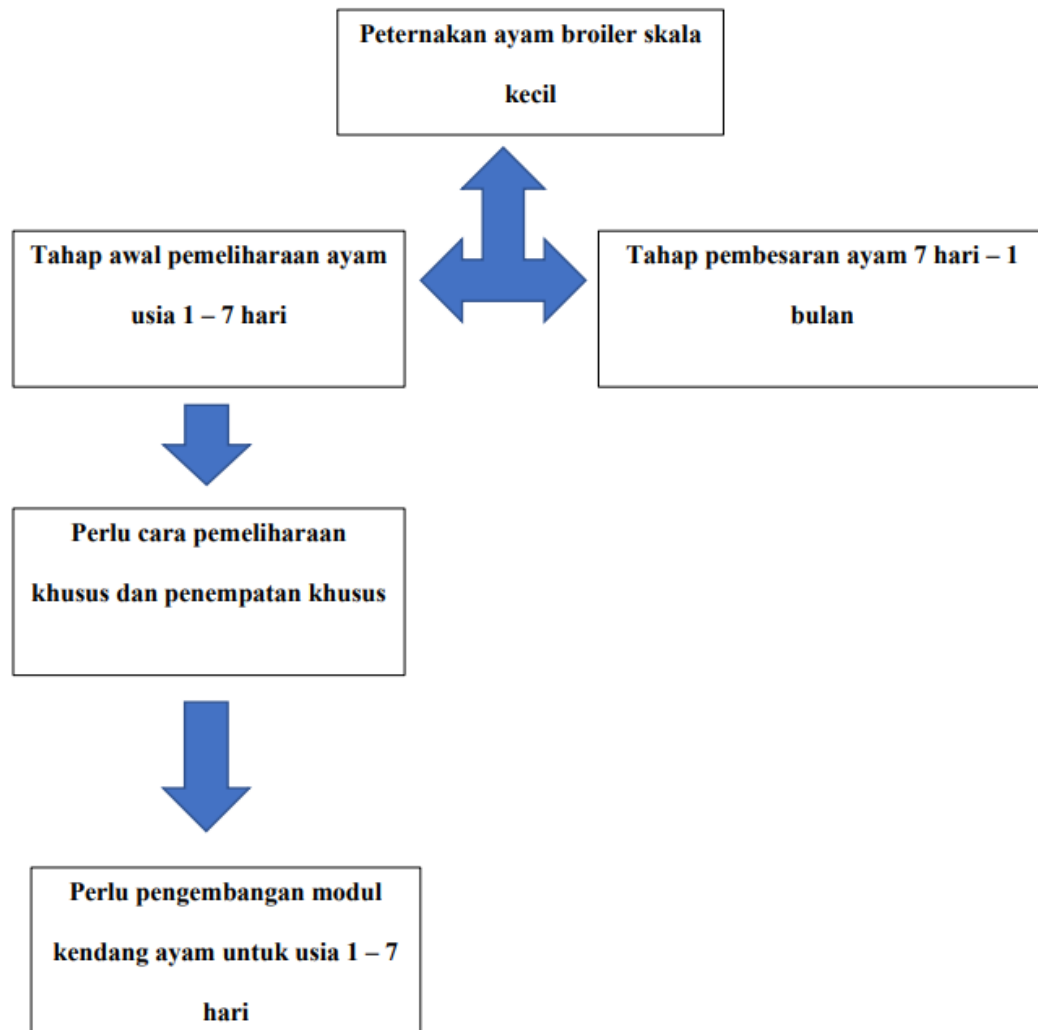 Peternakan ayam broiler skala
kecil
Tahap awal pemeliharaan ayam
usia 1 – 7 hari
Tahap pembesaran ayam 7 hari – 1
bulan
Perlu cara pemeliharaan
khusus dan penempatan khusus
Perlu pengembangan modul
kendang ayam untuk usia 1 – 7
hari